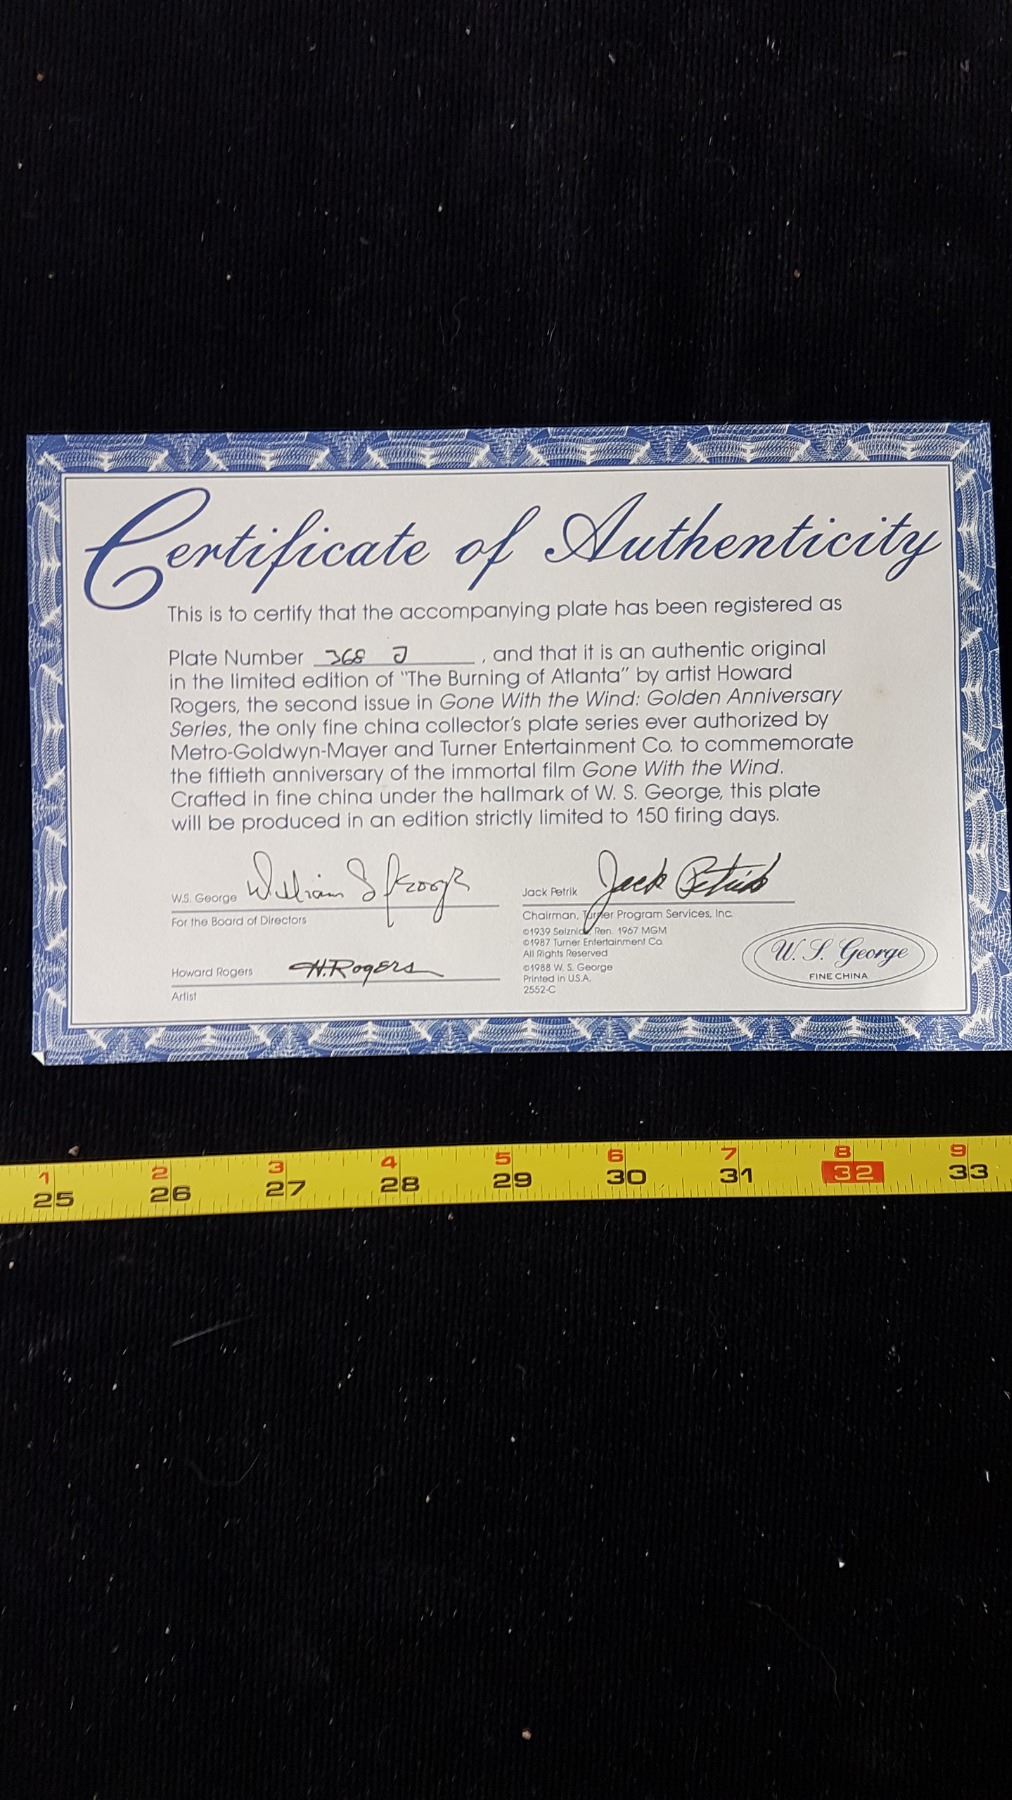 Certificate of Authenticity
This is to certify that the accompanying plate has been registered as
Plate Number 368 J, and that it is an authentic original
in the limited edition of "The Burning of Atlanta" by artist Howard
Rogers, the second issue in Gone With the Wind: Golden Anniversary
Series, the only fine china collector's plate series ever authorized by
Metro-Goldwyn-Mayer and Turner Entertainment Co. to commemorate
the fiftieth anniversary of the immortal film Gone With the Wind.
Crafted in fine china under the hallmark of W. S. George, this plate
will be produced in an edition strictly limited to 150 firing days.
W.S. George William S George
For the Board of Directors
Howard Rogers H. Rogers
Artist
Jack Petrik Jack Petrik
Chairman, Turner Program Services, Inc.
©1939 Selznick, Ren. 1967 MGM
©1987 Turner Entertainment Co.
All Rights Reserved
©1988 W. S. George
Printed in U.S.A.
2552-C
W. S. George
FINE CHINA
1 2 3 4 5 6 7 8 9
25 26 27 28 29 30 31 32 33